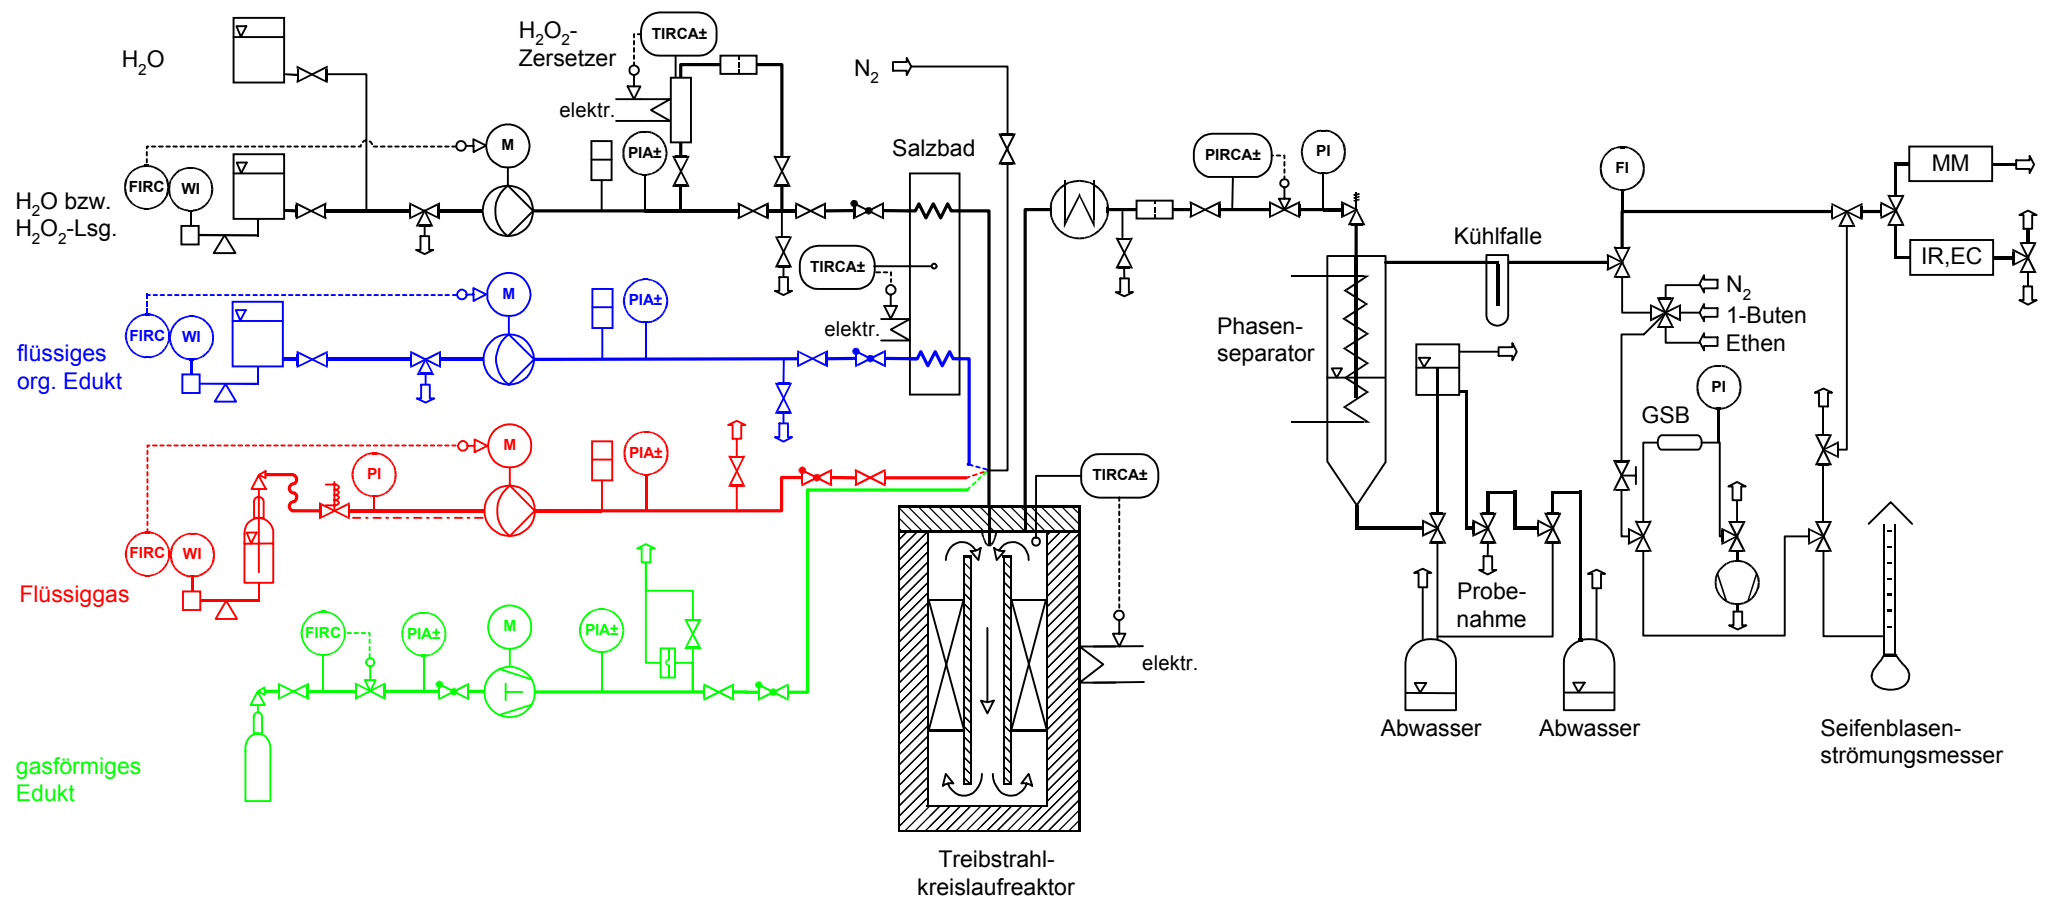 H2O
H2O2-
Zersetzer
TIRCA±
elektr.
N2
M
FIRC
WI
PIA±
H2O bzw.
H2O2-Lsg.
Salzbad
TIRCA±
elektr.
PIRCA±
PI
FI
MM
IR,EC
Kühlfalle
N2
1-Buten
Ethen
M
FIRC
WI
PIA±
flüssiges
org. Edukt
Phasen-
separator
PI
GSB
M
PI
PIA±
FIRC
WI
Flüssiggas
TIRCA±
elektr.
Probe-
nahme
FIRC
PIA±
M
PIA±
gasförmiges
Edukt
Abwasser
Abwasser
Seifenblasen-
strömungsmesser
Treibstrahl-
kreislaufreaktor